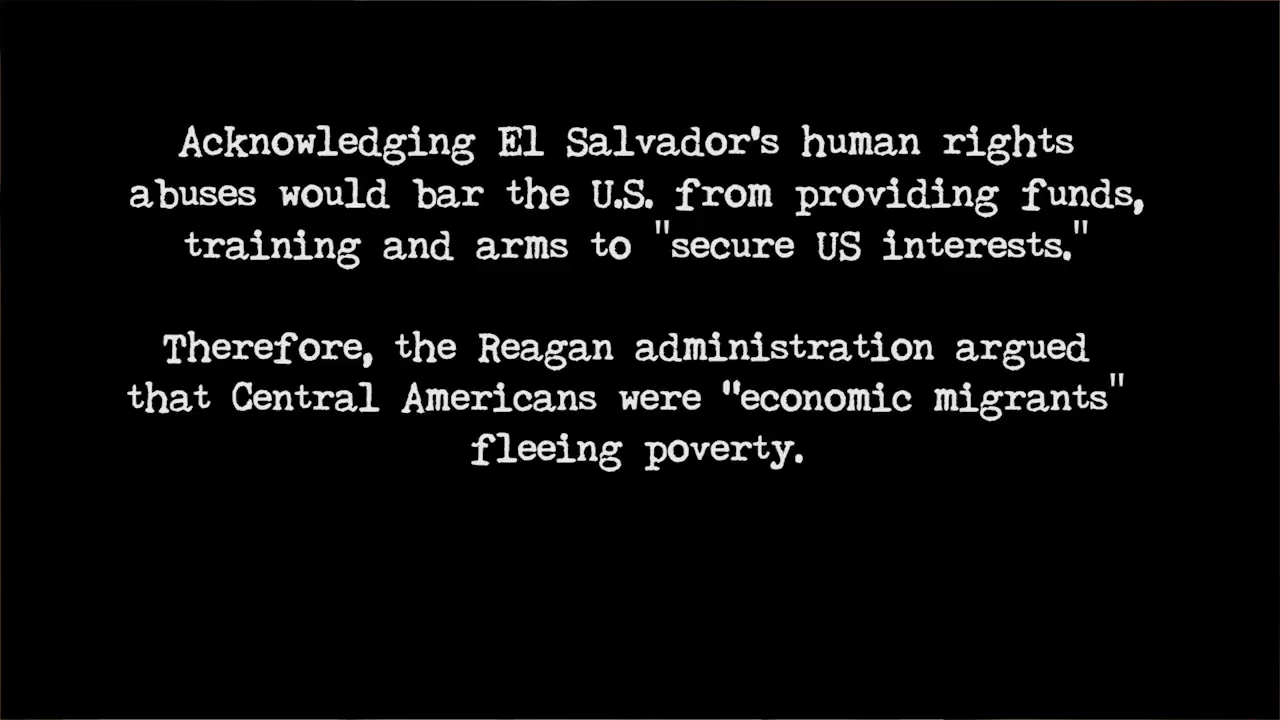 Acknowledging El Salvador's human rights
abuses would bar the U.S. from providing funds,
training and arms to "secure US interests."
Therefore, the Reagan administration argued
that Central Americans were "economic migrants"
fleeing poverty.